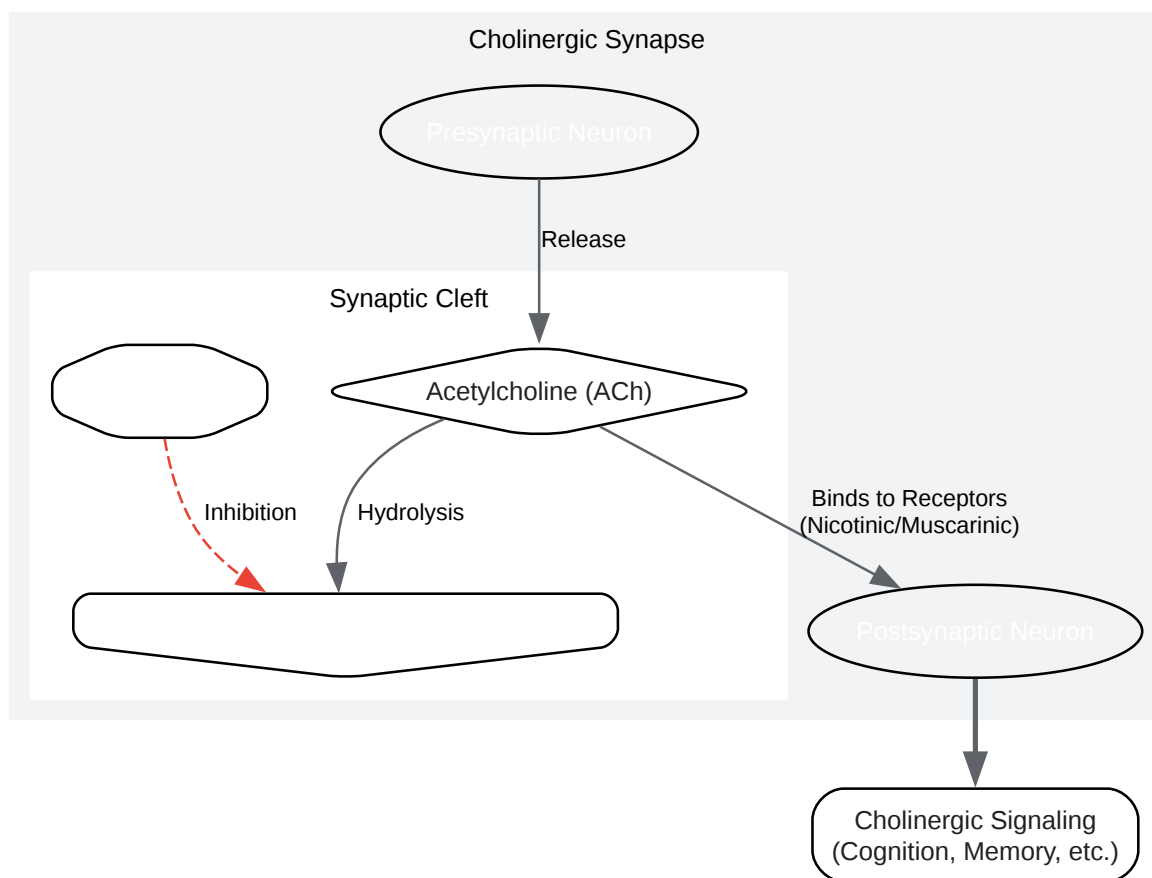 Cholinergic Synapse
Presynaptic Neuron
Release
Synaptic Cleft
Acetylcholine (ACh)
Inhibition
Hydrolysis
Binds to Receptors
(Nicotinic/Muscarinic)
Postsynaptic Neuron
Cholinergic Signaling
(Cognition, Memory, etc.)